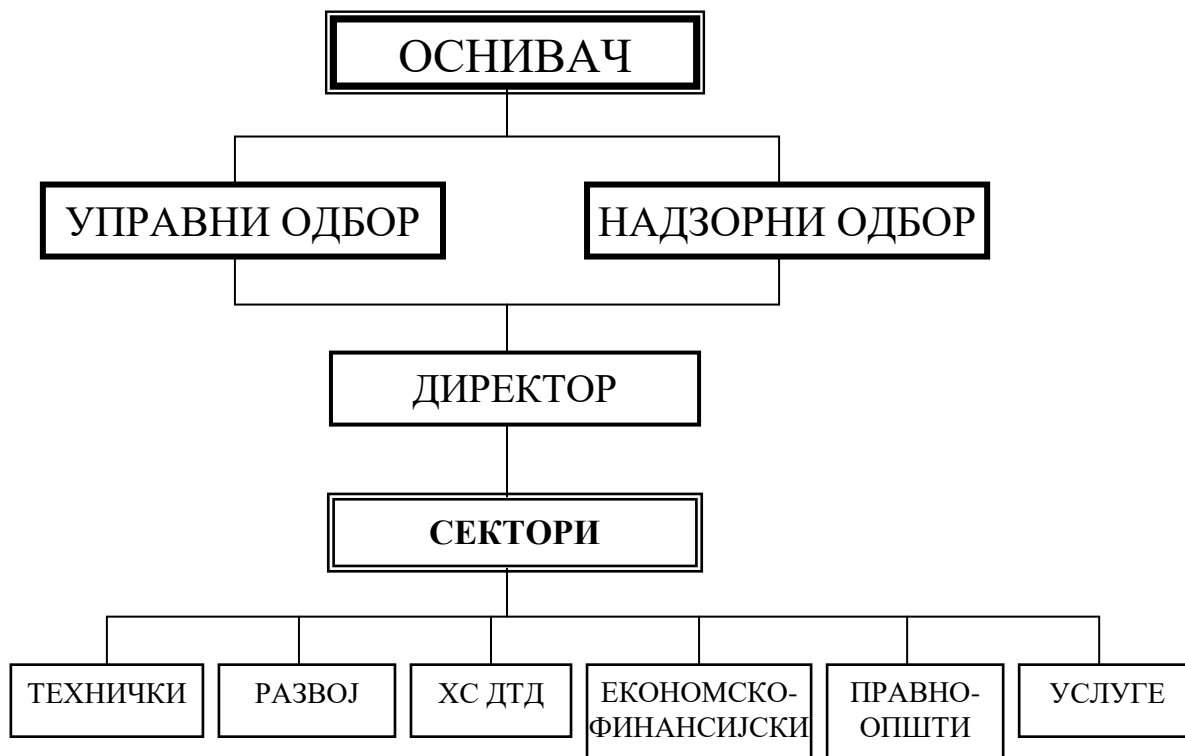 ОСНИВАЧ
УПРАВНИ ОДБОР
НАДЗОРНИ ОДБОР
ДИРЕКТОР
СЕКТОРИ
ТЕХНИЧКИ
РАЗВОЈ
ХС ДТД
ЕКОНОМСКО-
ФИНАНСИЈСКИ
ПРАВНО-
ОПШТИ
УСЛУГЕ